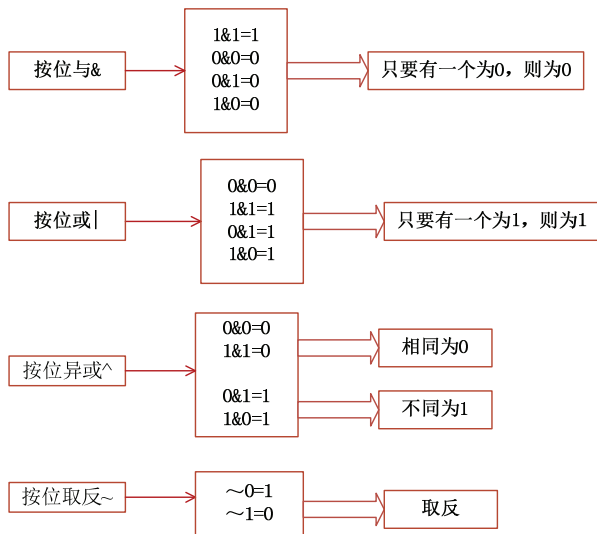 按位与&
1&1=1
0&0=0
0&1=0
1&0=0
只要有一个为0，则为0
按位或|
0&0=0
1&1=1
0&1=1
1&0=1
只要有一个为1，则为1
按位异或^
0&0=0
1&1=0
0&1=1
1&0=1
相同为0
不同为1
按位取反~
～0=1
～1=0
取反